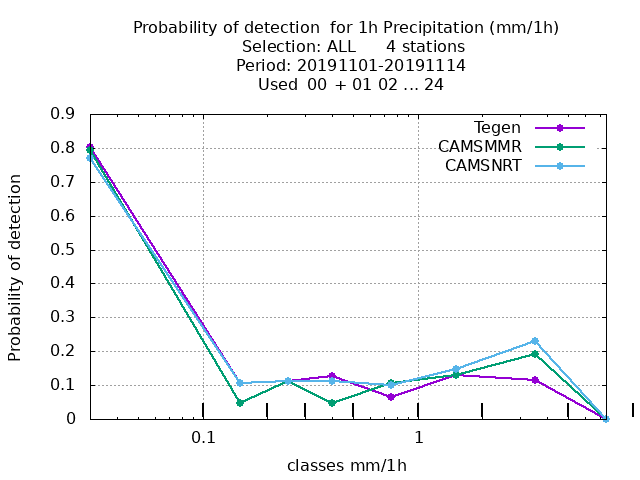 Probability of detection  for 1h Precipitation (mm/1h)
Selection: ALL      4 stations
Period: 20191101-20191114
Used  00  + 01 02 ... 24
0.9
0.8
0.7
0.6
0.5
0.4
0.3
0.2
0.1
0
Probability of detection
Tegen
CAMSMMR
CAMSNRT
0.1 1
classes mm/1h